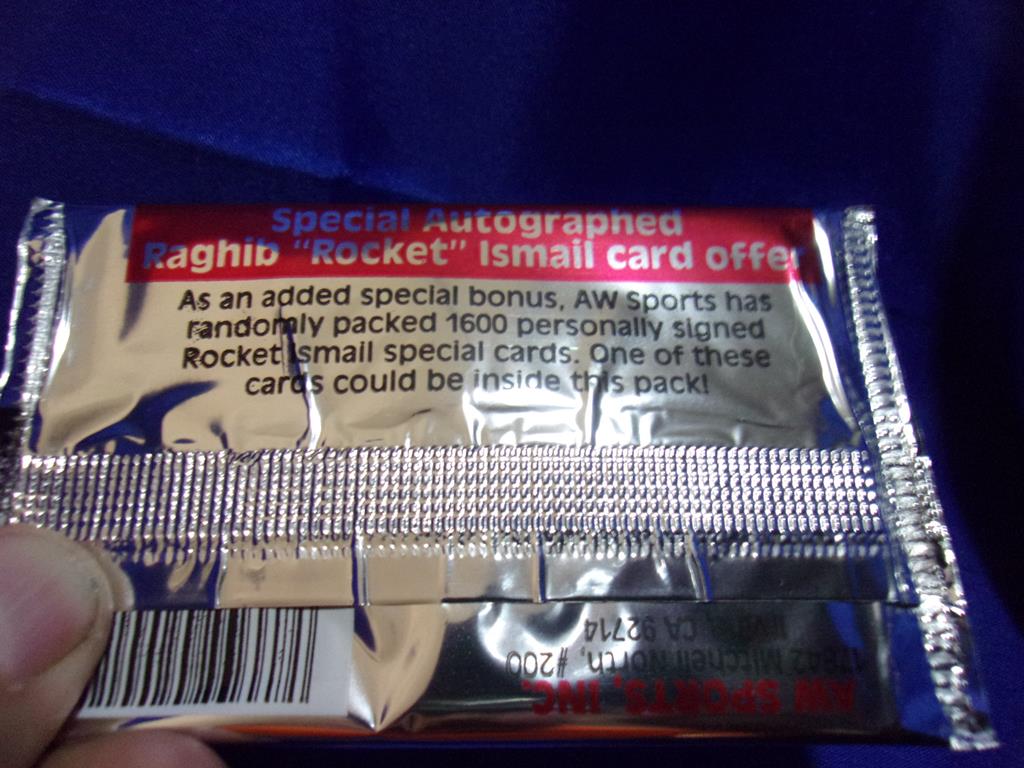 Special Autographed
Raghib "Rocket" Ismail card offer
As an added special bonus, AW Sports has
randomly packed 1600 personally signed
Rocket Ismail special cards. One of these
cards could be inside this pack!
AW SPORTS, INC.
17842 Mitchell North, #200
Irvine, CA 92714